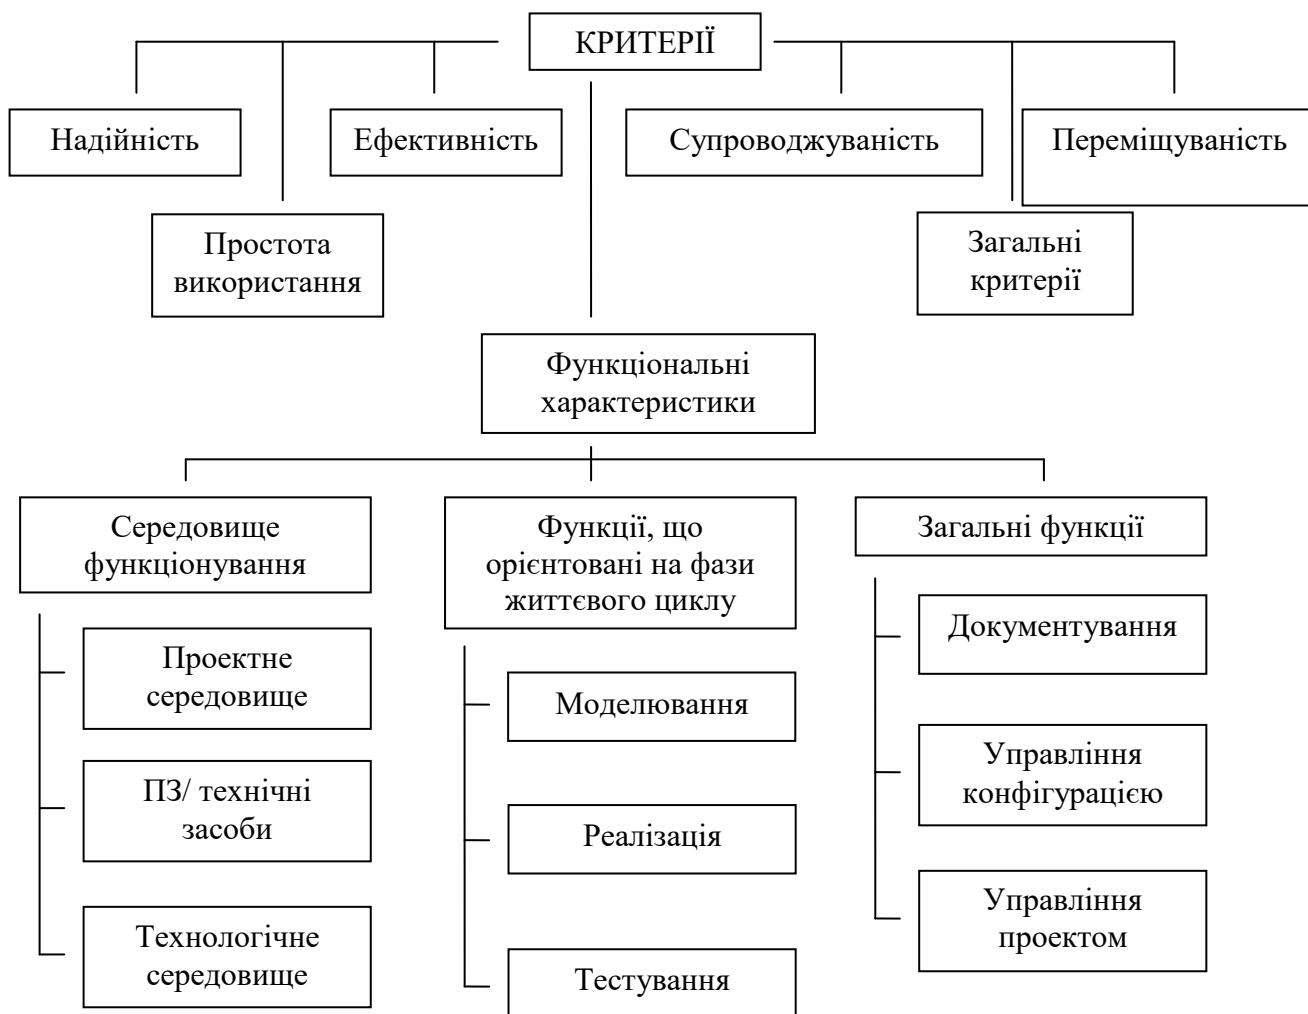 КРИТЕРІЇ
Надійність
Ефективність
Супроводжуваність
Переміщуваність
Простота
використання
Загальні
критерії
Функціональні
характеристики
Середовище
функціонування
Функції, що
орієнтовані на фази
життєвого циклу
Загальні функції
Проектне
середовище
ПЗ/ технічні
засоби
Технологічне
середовище
Моделювання
Реалізація
Тестування
Документування
Управління
конфігурацією
Управління
проектом